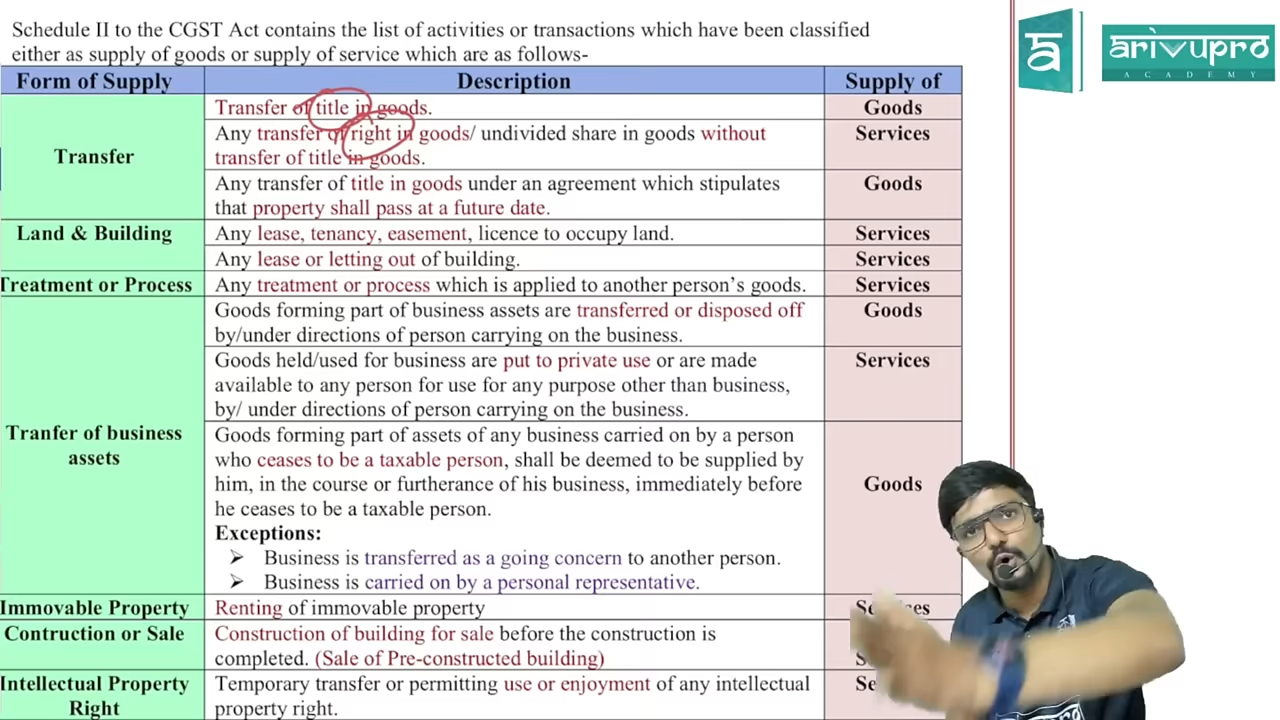 Schedule II to the CGST Act contains the list of activities or transactions which have been classified
either as supply of goods or supply of service which are as follows-
ā
ārivupro
ACADEMY
Form of Supply Description Supply of
Transfer
Transfer of title in goods. Goods
Any transfer of right in goods/ undivided share in goods without Services
transfer of title in goods.
Any transfer of title in goods under an agreement which stipulates Goods
that property shall pass at a future date.
Land & Building
Any lease, tenancy, easement, licence to occupy land. Services
Any lease or letting out of building. Services
Treatment or Process Any treatment or process which is applied to another person's goods. Services
Tranfer of business
assets
Goods forming part of business assets are transferred or disposed off Goods
by/under directions of person carrying on the business.
Goods held/used for business are put to private use or are made Services
available to any person for use for any purpose other than business,
by/ under directions of person carrying on the business.
Goods forming part of assets of any business carried on by a person
who ceases to be a taxable person, shall be deemed to be supplied by
him, in the course or furtherance of his business, immediately before Goods
he ceases to be a taxable person.
Exceptions:
➢ Business is transferred as a going concern to another person.
➢ Business is carried on by a personal representative.
Immovable Property Renting of immovable property
Contruction or Sale Construction of building for sale before the construction is
completed. (Sale of Pre-constructed building)
Intellectual Property Temporary transfer or permitting use or enjoyment of any intellectual
Right property right.